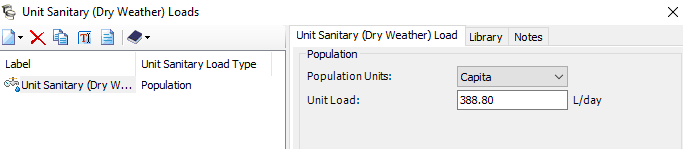 Unit Sanitary (Dry Weather) Loads
Label
Unit Sanitary Load Type
Unit Sanitary (Dry W...
Population
Unit Sanitary (Dry Weather) Load
Library
Notes
Population
Population Units:
Capita
Unit Load:
388.80
L/day